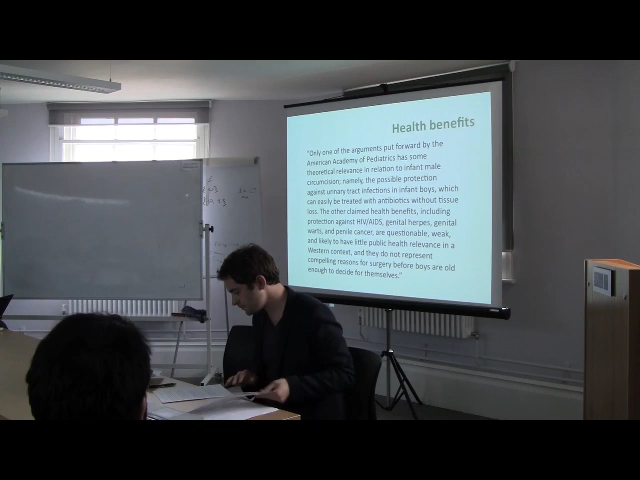 Health benefits
"Only one of the arguments put forward by the
American Academy of Pediatrics has some
theoretical relevance in relation to infant male
circumcision; namely, the possible protection
against urinary tract infections in infant boys, which
can easily be treated with antibiotics without tissue
loss. The other claimed health benefits, including
protection against HIV/AIDS, genital herpes, genital
warts, and penile cancer, are questionable, weak,
and likely to have little public health relevance in a
Western context, and they do not represent
compelling reasons for surgery before boys are old
enough to decide for themselves."